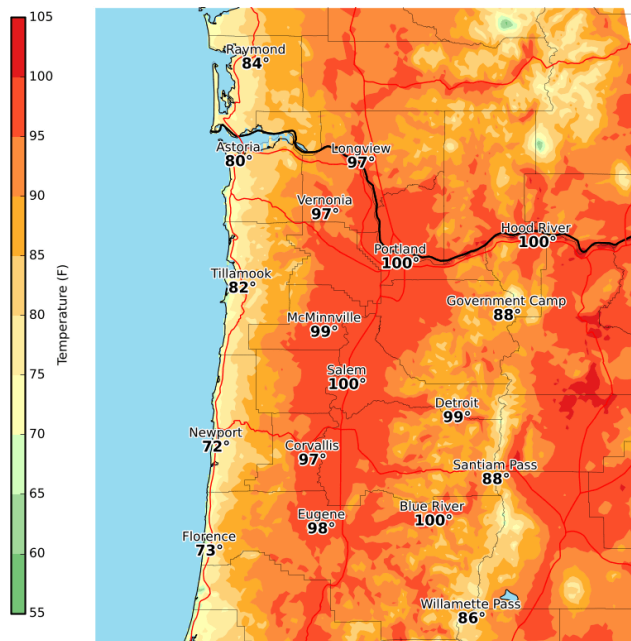 105
100
95
90
85
80
75
70
65
60
55
Temperature (F)
Raymond
84°
Astoria
80°
Longview
97°
Vernonia
97°
Hood River
100°
Portland
100°
Tillamook
82°
Government Camp
88°
McMinnville
99°
Salem
100°
Detroit
99°
Newport
72°
Corvallis
97°
Santiam Pass
88°
Blue River
100°
Eugene
98°
Florence
73°
Willamette Pass
86°